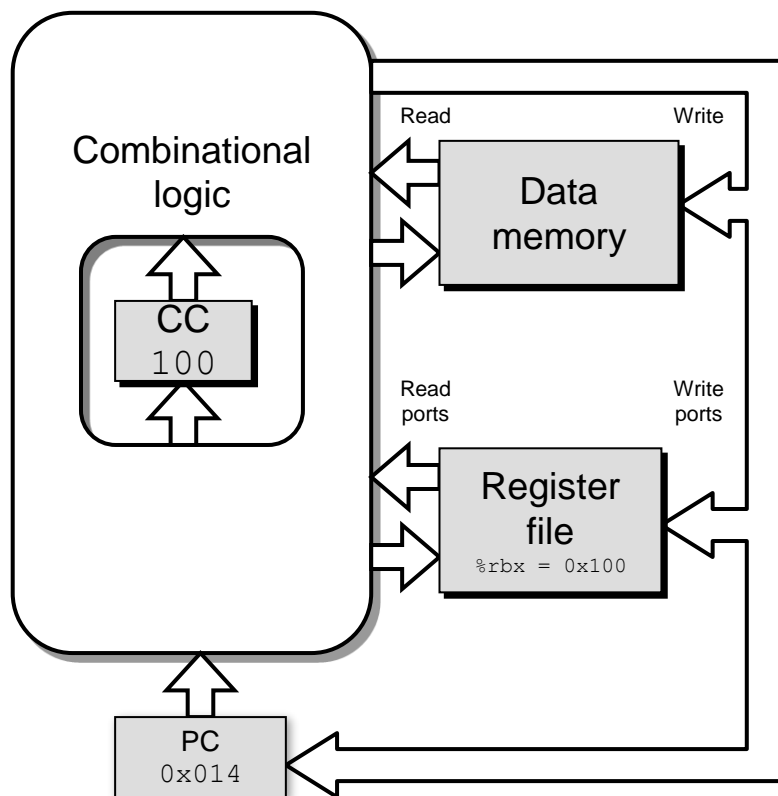 Combinational
logic
CC
100
Read
Write
Data
memory
Read
ports
Write
ports
Register
file
%rbx = 0x100
PC
0x014